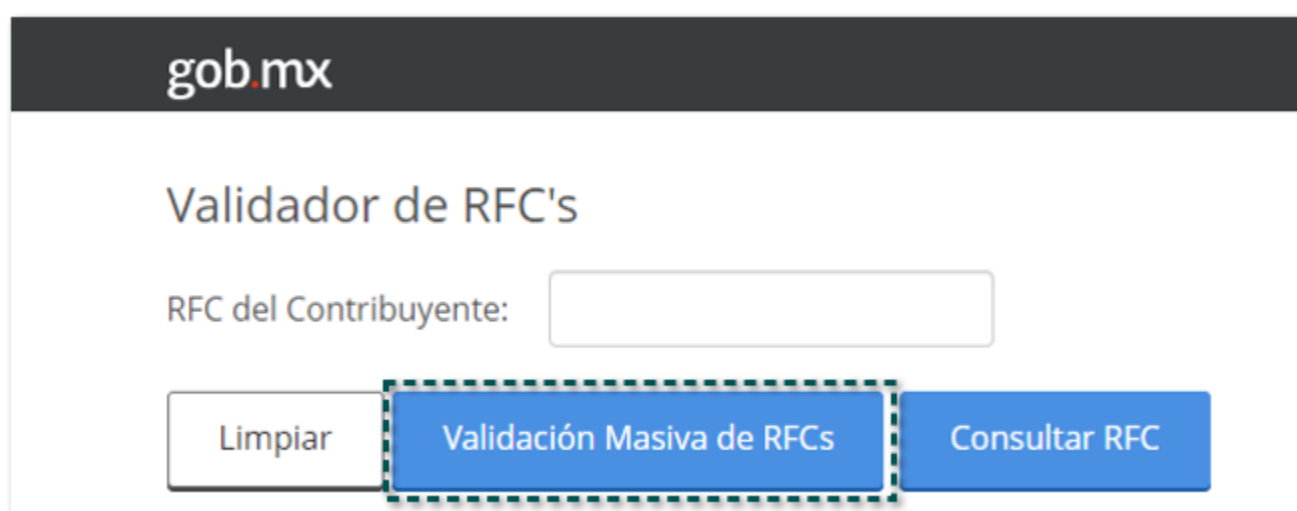 gob.mx
Validador de RFC's
RFC del Contribuyente:
Limpiar Validación Masiva de RFCs Consultar RFC